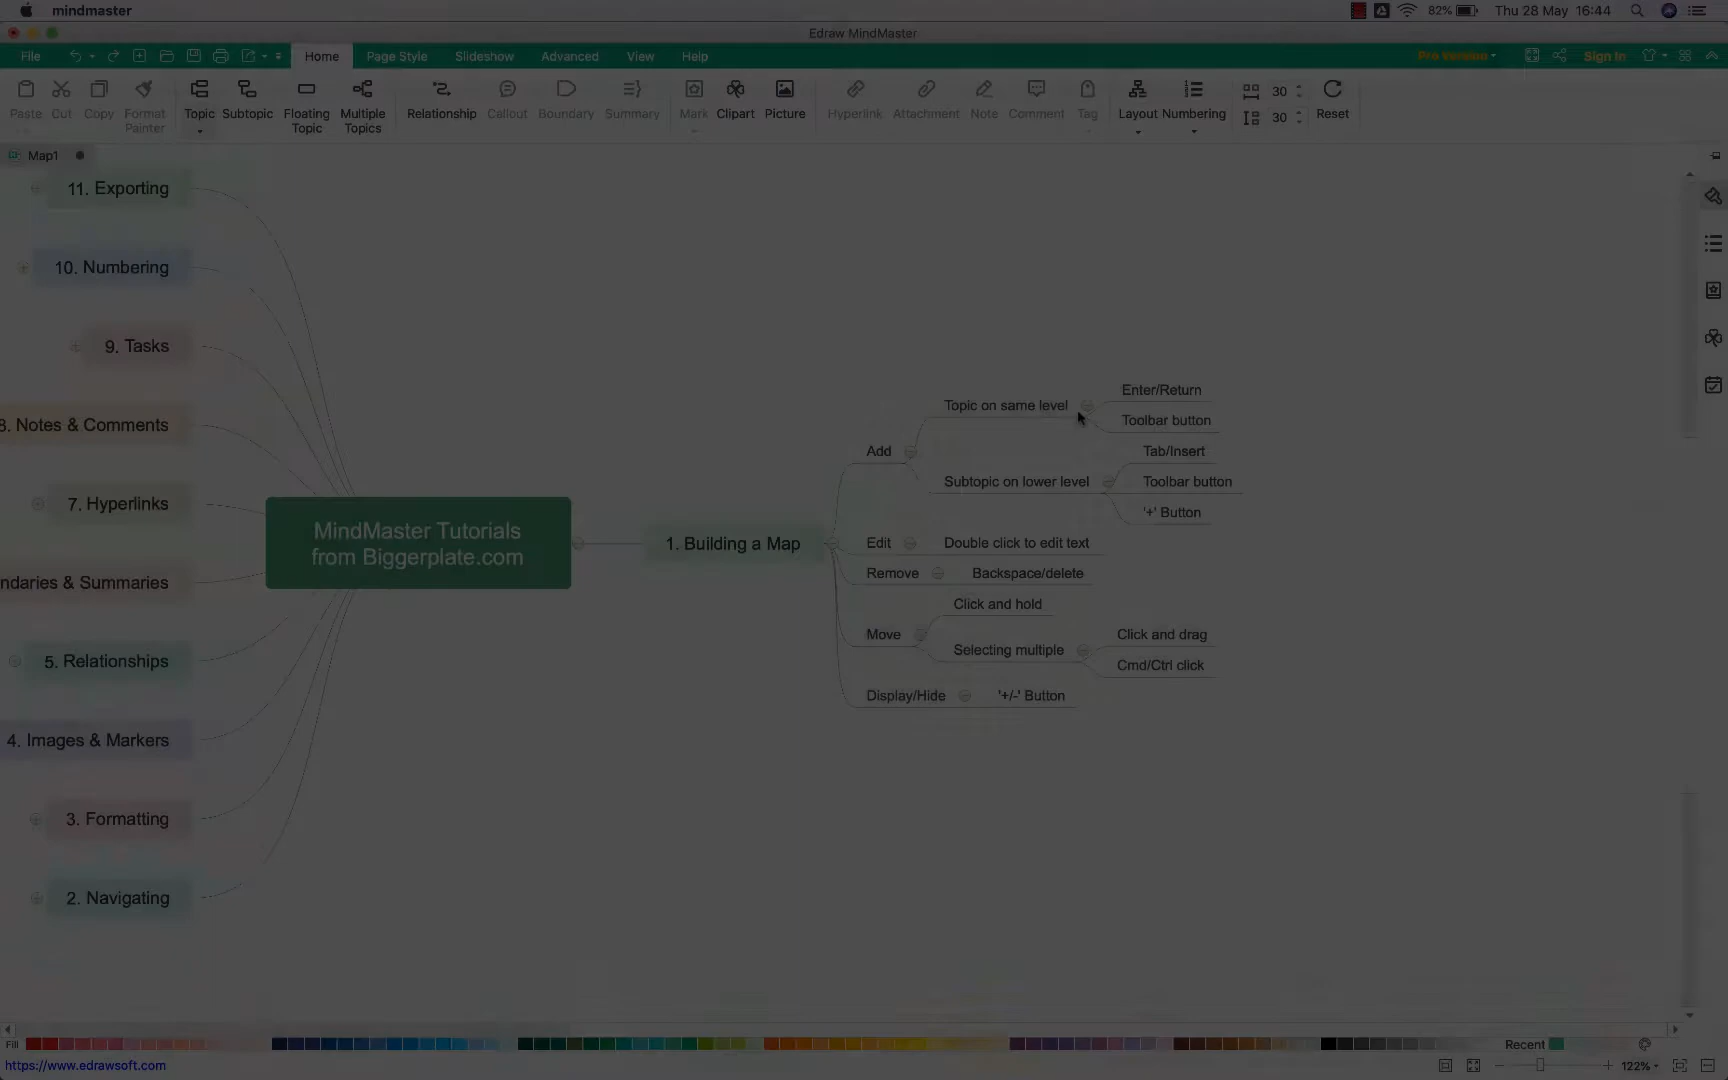 mindmaster
82%
Thu 28 May 16:44
Edraw MindMaster
File
Home
Page Style
Slideshow
Advanced
View
Help
Pro Version
Sign In
Paste
Cut
Copy
Format
Painter
Topic
Subtopic
Floating
Topic
Multiple
Topics
Relationship
Callout
Boundary
Summary
Mark
Clipart
Picture
Hyperlink
Attachment
Note
Comment
Tag
Layout
Numbering
30
30
Reset
Map1
11. Exporting
10. Numbering
9. Tasks
8. Notes & Comments
7. Hyperlinks
ndaries & Summaries
5. Relationships
4. Images & Markers
3. Formatting
2. Navigating
MindMaster Tutorials
from Biggerplate.com
1. Building a Map
Add
Topic on same level
Enter/Return
Toolbar button
Subtopic on lower level
Tab/Insert
Toolbar button
'+' Button
Edit
Double click to edit text
Remove
Backspace/delete
Move
Click and hold
Selecting multiple
Click and drag
Cmd/Ctrl click
Display/Hide
'+/-' Button
Fill
Recent
https://www.edrawsoft.com
122%